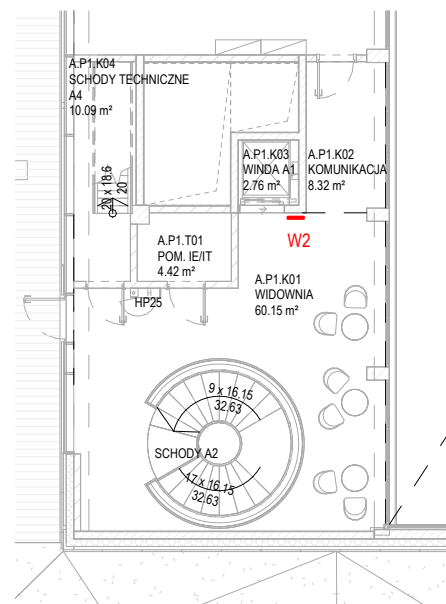 A.P1.K04
SCHODY TECHNICZNE
A4
10.09 m²
20 x 18.6
20
A.P1.K03
WINDA A1
2.76 m²
A.P1.K02
KOMUNIKACJA
8.32 m²
W2
A.P1.T01
POM. IE/IT
4.42 m²
A.P1.K01
WIDOWNIA
60.15 m²
HP25
9 x 16.15
32.63
SCHODY A2
17 x 16.15
32.63